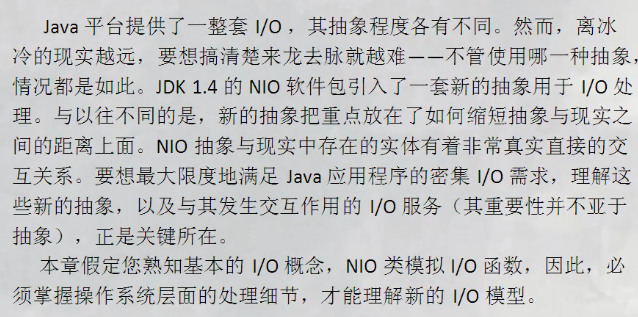 Java 平台提供了一整套 I/O，其抽象程度各有不同。然而，离冰
冷的现实越远，要想搞清楚来龙去脉就越难——不管使用哪一种抽象，
情况都是如此。JDK 1.4 的 NIO 软件包引入了一套新的抽象用于 I/O 处
理。与以往不同的是，新的抽象把重点放在了如何缩短抽象与现实之
间的距离上面。NIO 抽象与现实中存在的实体有着非常真实直接的交
互关系。要想最大限度地满足 Java 应用程序的密集 I/O 需求，理解这
些新的抽象，以及与其发生交互作用的 I/O 服务（其重要性并不亚于
抽象），正是关键所在。
本章假定您熟知基本的 I/O 概念，NIO 类模拟 I/O 函数，因此，必
须掌握操作系统层面的处理细节，才能理解新的 I/O 模型。